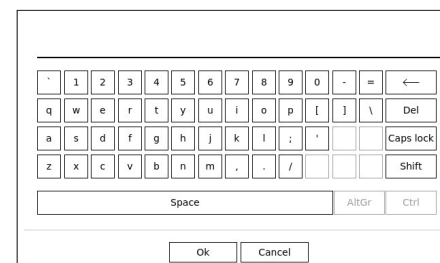 ` 1 2 3 4 5 6 7 8 9 0 - = ←
q w e r t y u i o p [ ] \ Del
a s d f g h j k l ; ' Caps lock
z x c v b n m , . / Shift
Space AltGr Ctrl
Ok Cancel